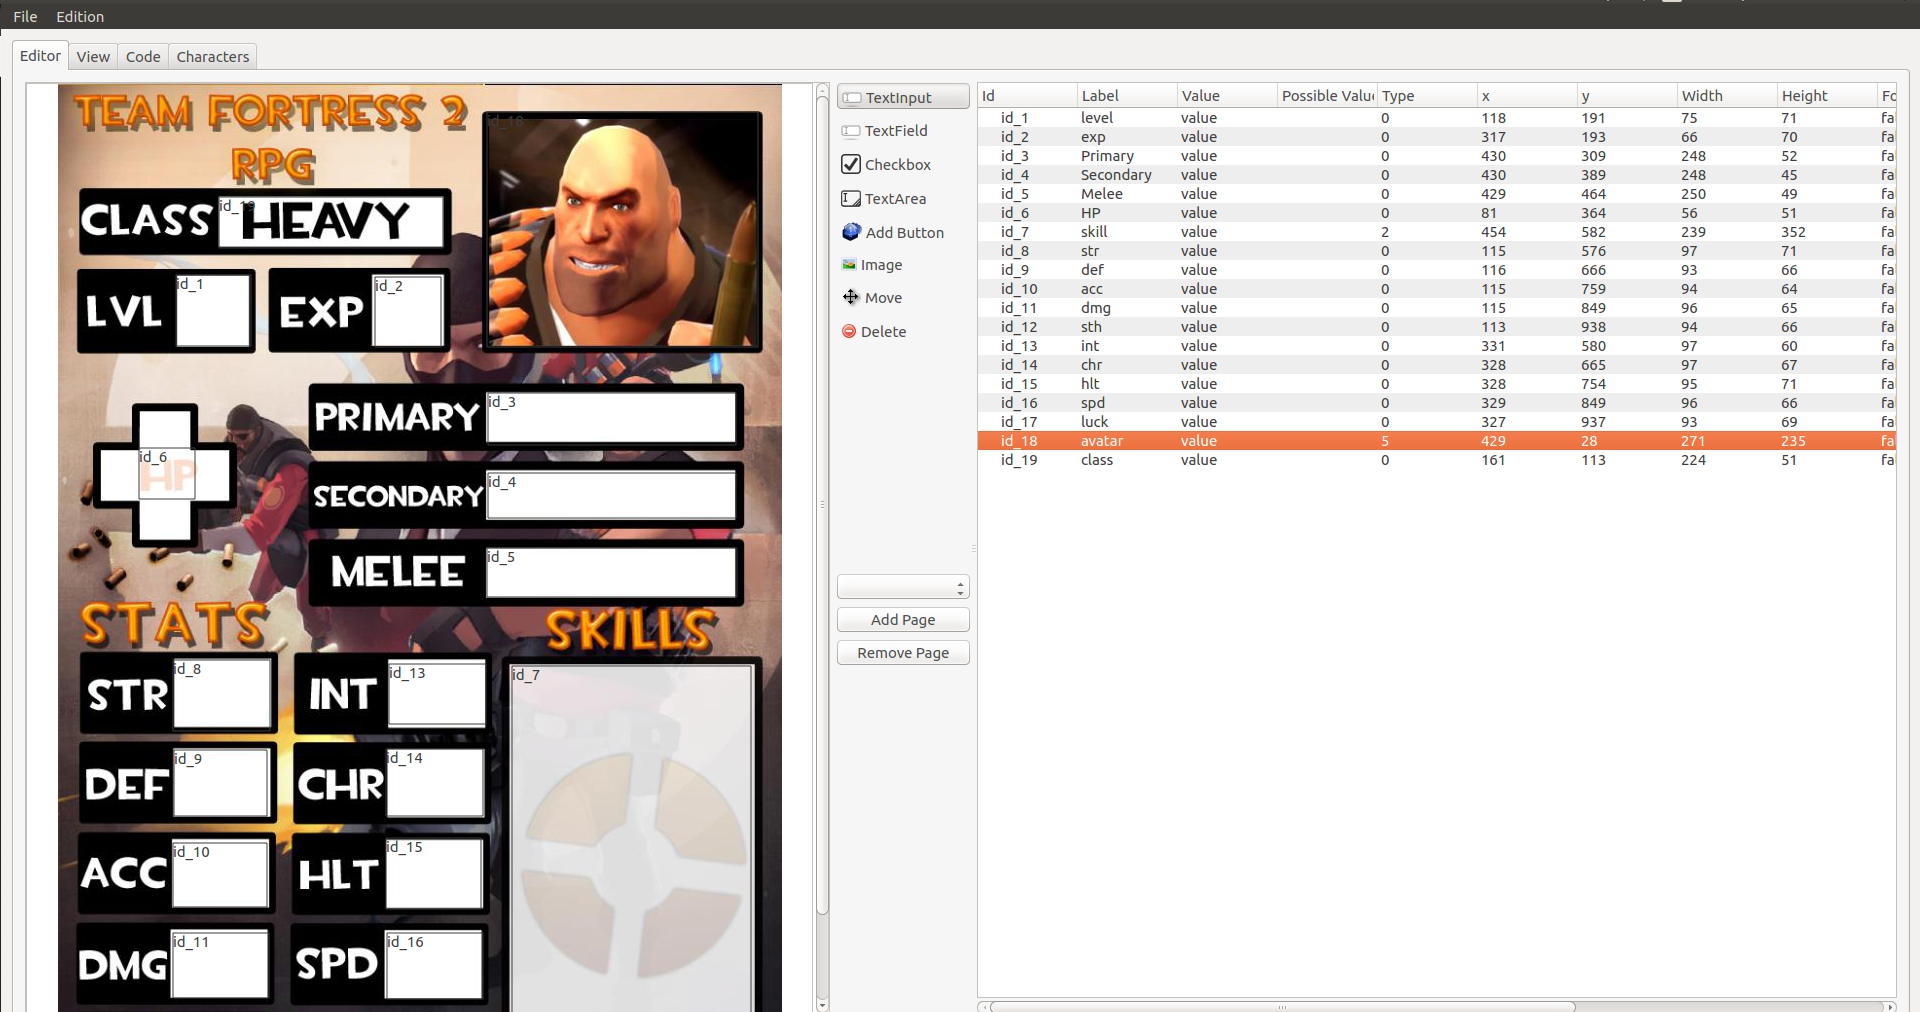 File Edition
Editor View Code Characters
TEAM FORTRESS 2
RPG
id_18
CLASS id_19 HEAVY
LVL id_1 EXP id_2
PRIMARY id_3
id_6
HP
SECONDARY id_4
MELEE id_5
STATS SKILLS
STR id_8 INT id_13 id_7
DEF id_9 CHR id_14
ACC id_10 HLT id_15
DMG id_11 SPD id_16
TextInput
TextField
Checkbox
TextArea
Add Button
Image
Move
Delete
Add Page
Remove Page
Id Label Value Possible Valu Type x y Width Height Fo
id_1 level value 0 118 191 75 71 fa
id_2 exp value 0 317 193 66 70 fa
id_3 Primary value 0 430 309 248 52 fa
id_4 Secondary value 0 430 389 248 45 fa
id_5 Melee value 0 429 464 250 49 fa
id_6 HP value 0 81 364 56 51 fa
id_7 skill value 2 454 582 239 352 fa
id_8 str value 0 115 576 97 71 fa
id_9 def value 0 116 666 93 66 fa
id_10 acc value 0 115 759 94 64 fa
id_11 dmg value 0 115 849 96 65 fa
id_12 sth value 0 113 938 94 66 fa
id_13 int value 0 331 580 97 60 fa
id_14 chr value 0 328 665 97 67 fa
id_15 hlt value 0 328 754 95 71 fa
id_16 spd value 0 329 849 96 66 fa
id_17 luck value 0 327 937 93 69 fa
id_18 avatar value 5 429 28 271 235 fa
id_19 class value 0 161 113 224 51 fa